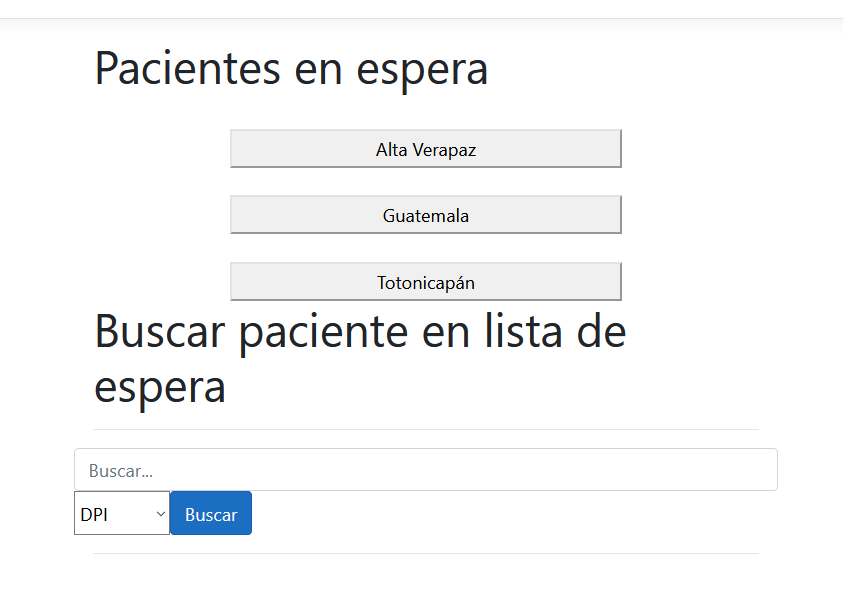 Pacientes en espera
Alta Verapaz
Guatemala
Totonicapán
Buscar paciente en lista de
espera
Buscar...
DPI
Buscar